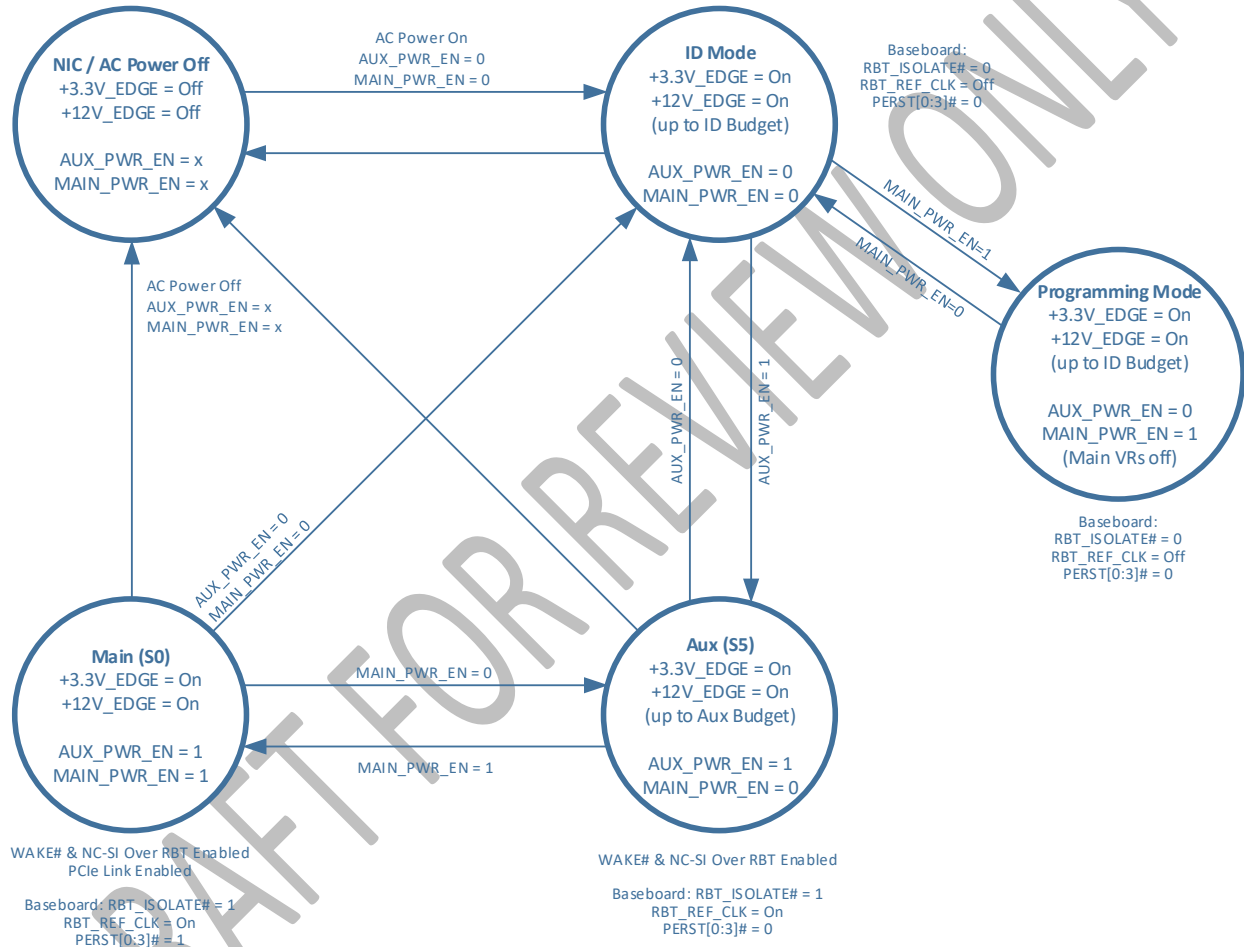 NIC / AC Power Off
+3.3V_EDGE = Off
+12V_EDGE = Off
AUX_PWR_EN = x
MAIN_PWR_EN = x
AC Power On
AUX_PWR_EN = 0
MAIN_PWR_EN = 0
ID Mode
+3.3V_EDGE = On
+12V_EDGE = On
(up to ID Budget)
AUX_PWR_EN = 0
MAIN_PWR_EN = 0
Baseboard:
RBT_ISOLATE# = 0
RBT_REF_CLK = Off
PERST[0:3]# = 0
MAIN_PWR_EN=1
MAIN_PWR_EN=0
Programming Mode
+3.3V_EDGE = On
+12V_EDGE = On
(up to ID Budget)
AUX_PWR_EN = 0
MAIN_PWR_EN = 1
(Main VRs off)
Baseboard:
RBT_ISOLATE# = 0
RBT_REF_CLK = Off
PERST[0:3]# = 0
AC Power Off
AUX_PWR_EN = x
MAIN_PWR_EN = x
AUX_PWR_EN = 0
AUX_PWR_EN = 1
AUX_PWR_EN = 0
MAIN_PWR_EN = 0
Main (S0)
+3.3V_EDGE = On
+12V_EDGE = On
AUX_PWR_EN = 1
MAIN_PWR_EN = 1
MAIN_PWR_EN = 0
MAIN_PWR_EN = 1
Aux (S5)
+3.3V_EDGE = On
+12V_EDGE = On
(up to Aux Budget)
AUX_PWR_EN = 1
MAIN_PWR_EN = 0
WAKE# & NC-SI Over RBT Enabled
PCIe Link Enabled
Baseboard: RBT_ISOLATE# = 1
RBT_REF_CLK = On
PERST[0:3]# = 1
WAKE# & NC-SI Over RBT Enabled
Baseboard: RBT_ISOLATE# = 1
RBT_REF_CLK = On
PERST[0:3]# = 0
RAFT FOR REVIEW ONLY